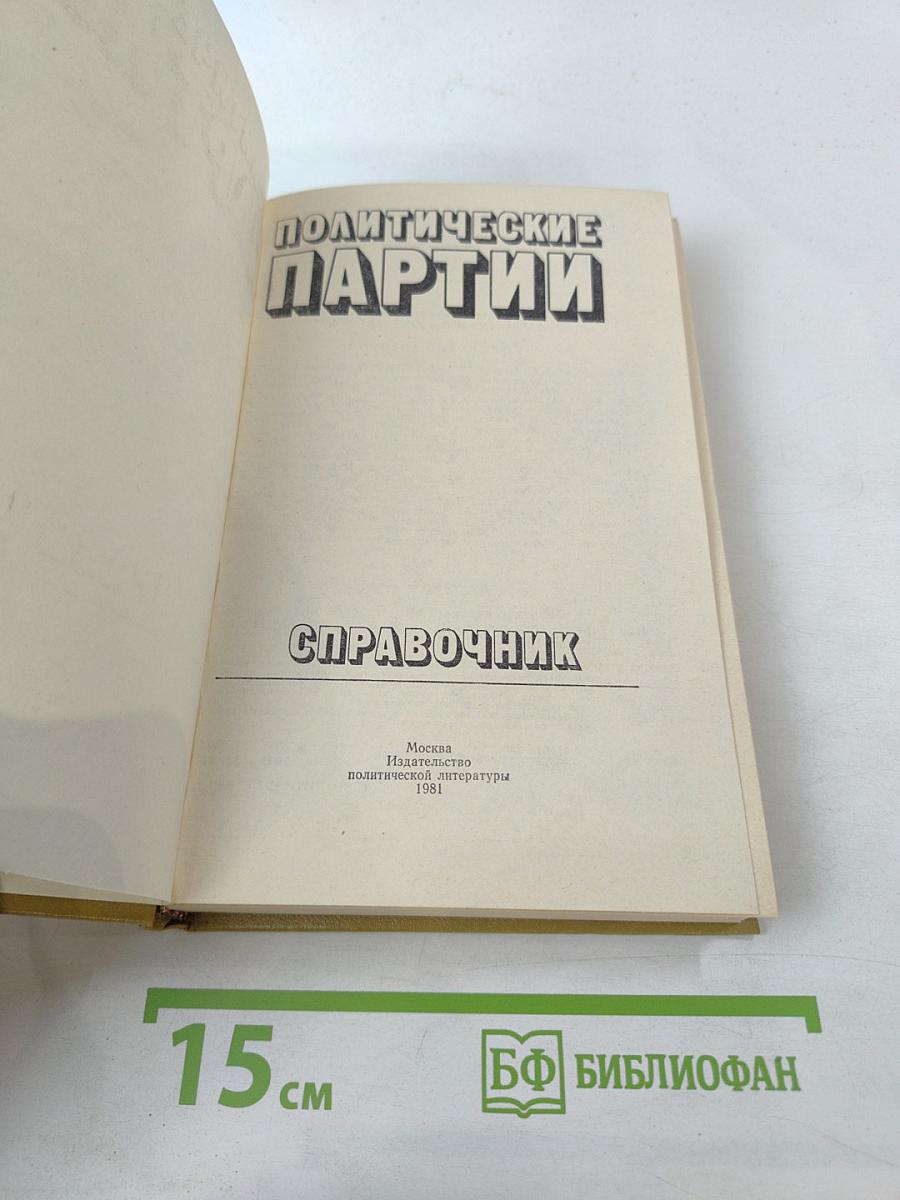 ПОЛИТИЧЕСКИЕ
ПАРТИИ
СПРАВОЧНИК
Москва
Издательство
политической литературы
1981
15 см
БФ БИБЛИОФАН